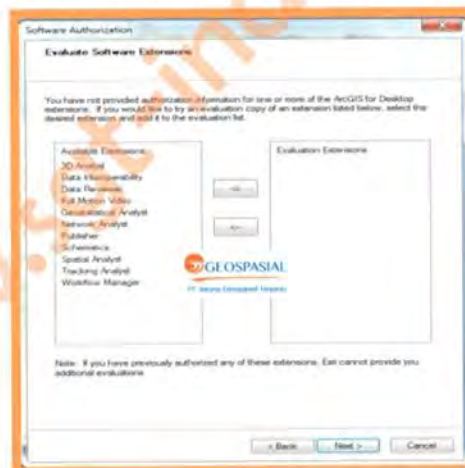 Software Authorization
Evaluate Software Extensions
You have not provided authorization information for one or more of the ArcGIS for Desktop
extensions. If you would like to try an evaluation copy of an extension listed below, select the
desired extension and add it to the evaluation list.
Available Extensions:
3D Analyst
Data Interoperability
Data Reviewer
Full Motion Video
Geostatistical Analyst
Network Analyst
Publisher
Schematics
Spatial Analyst
Tracking Analyst
Workflow Manager
Evaluation Extensions
GEOSPASIAL
PT
Geospasial
Note: If you have previously authorized any of these extensions, Esri cannot provide you
additional evaluations.
< Back
Next >
Cancel